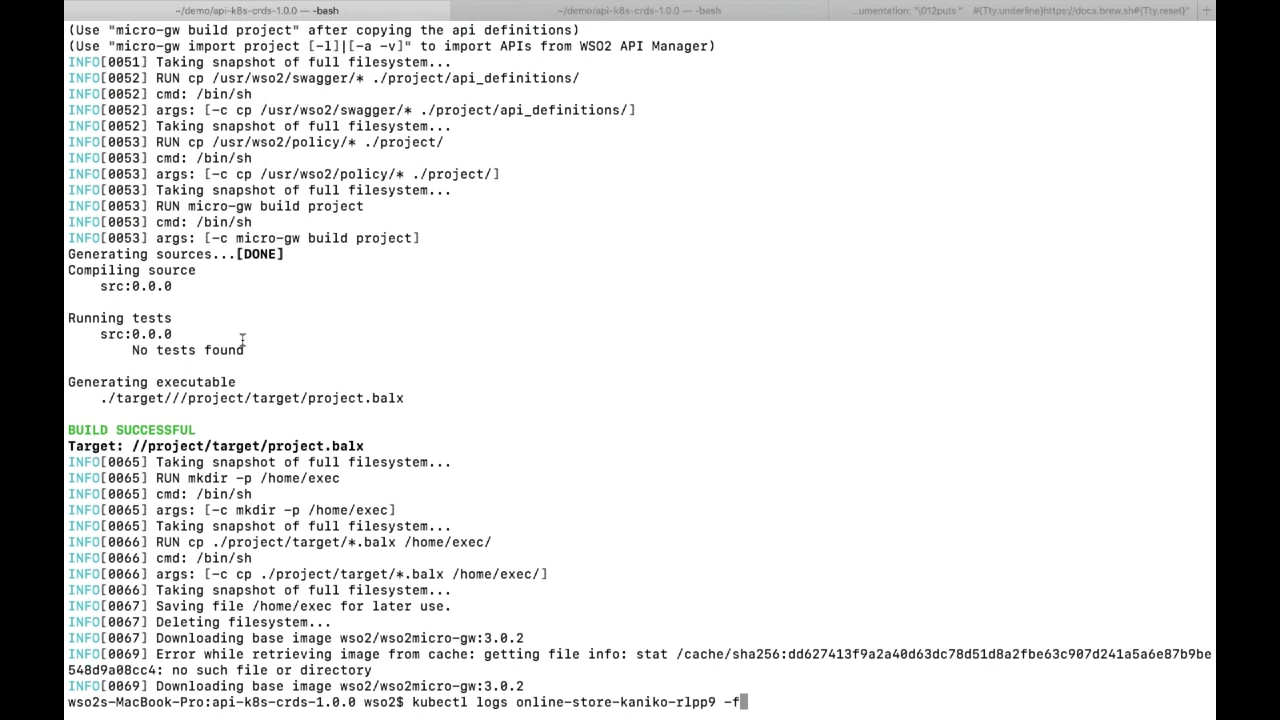 ~/demo/api-k8s-crds-1.0.0 — -bash
~/demo/api-k8s-crds-1.0.0 — -bash
...umentation: "\012puts " #{Tty.underline}https://docs.brew.sh#{Tty.reset}"
+
(Use "micro-gw build project" after copying the api definitions)
(Use "micro-gw import project [-l]|[-a -v]" to import APIs from WSO2 API Manager)
INFO[0051] Taking snapshot of full filesystem...
INFO[0052] RUN cp /usr/wso2/swagger/* ./project/api_definitions/
INFO[0052] cmd: /bin/sh
INFO[0052] args: [-c cp /usr/wso2/swagger/* ./project/api_definitions/]
INFO[0052] Taking snapshot of full filesystem...
INFO[0053] RUN cp /usr/wso2/policy/* ./project/
INFO[0053] cmd: /bin/sh
INFO[0053] args: [-c cp /usr/wso2/policy/* ./project/]
INFO[0053] Taking snapshot of full filesystem...
INFO[0053] RUN micro-gw build project
INFO[0053] cmd: /bin/sh
INFO[0053] args: [-c micro-gw build project]
Generating sources...[DONE]
Compiling source
src:0.0.0
Running tests
src:0.0.0
No tests found
Generating executable
./target///project/target/project.balx
BUILD SUCCESSFUL
Target: //project/target/project.balx
INFO[0065] Taking snapshot of full filesystem...
INFO[0065] RUN mkdir -p /home/exec
INFO[0065] cmd: /bin/sh
INFO[0065] args: [-c mkdir -p /home/exec]
INFO[0065] Taking snapshot of full filesystem...
INFO[0066] RUN cp ./project/target/*.balx /home/exec/
INFO[0066] cmd: /bin/sh
INFO[0066] args: [-c cp ./project/target/*.balx /home/exec/]
INFO[0066] Taking snapshot of full filesystem...
INFO[0067] Saving file /home/exec for later use.
INFO[0067] Deleting filesystem...
INFO[0067] Downloading base image wso2/wso2micro-gw:3.0.2
INFO[0069] Error while retrieving image from cache: getting file info: stat /cache/sha256:dd627413f9a2a40d63dc78d51d8a2fbe63c907d241a5a6e87b9be
548d9a08cc4: no such file or directory
INFO[0069] Downloading base image wso2/wso2micro-gw:3.0.2
wso2s-MacBook-Pro:api-k8s-crds-1.0.0 wso2$ kubectl logs online-store-kaniko-rlpp9 -f